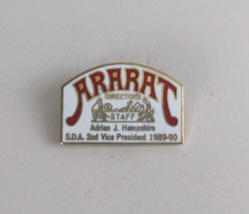 ARARAT
DIRECTORS
STAFF
Adrian J. Hampshire
S.D.A. 2nd Vice President 1989-90